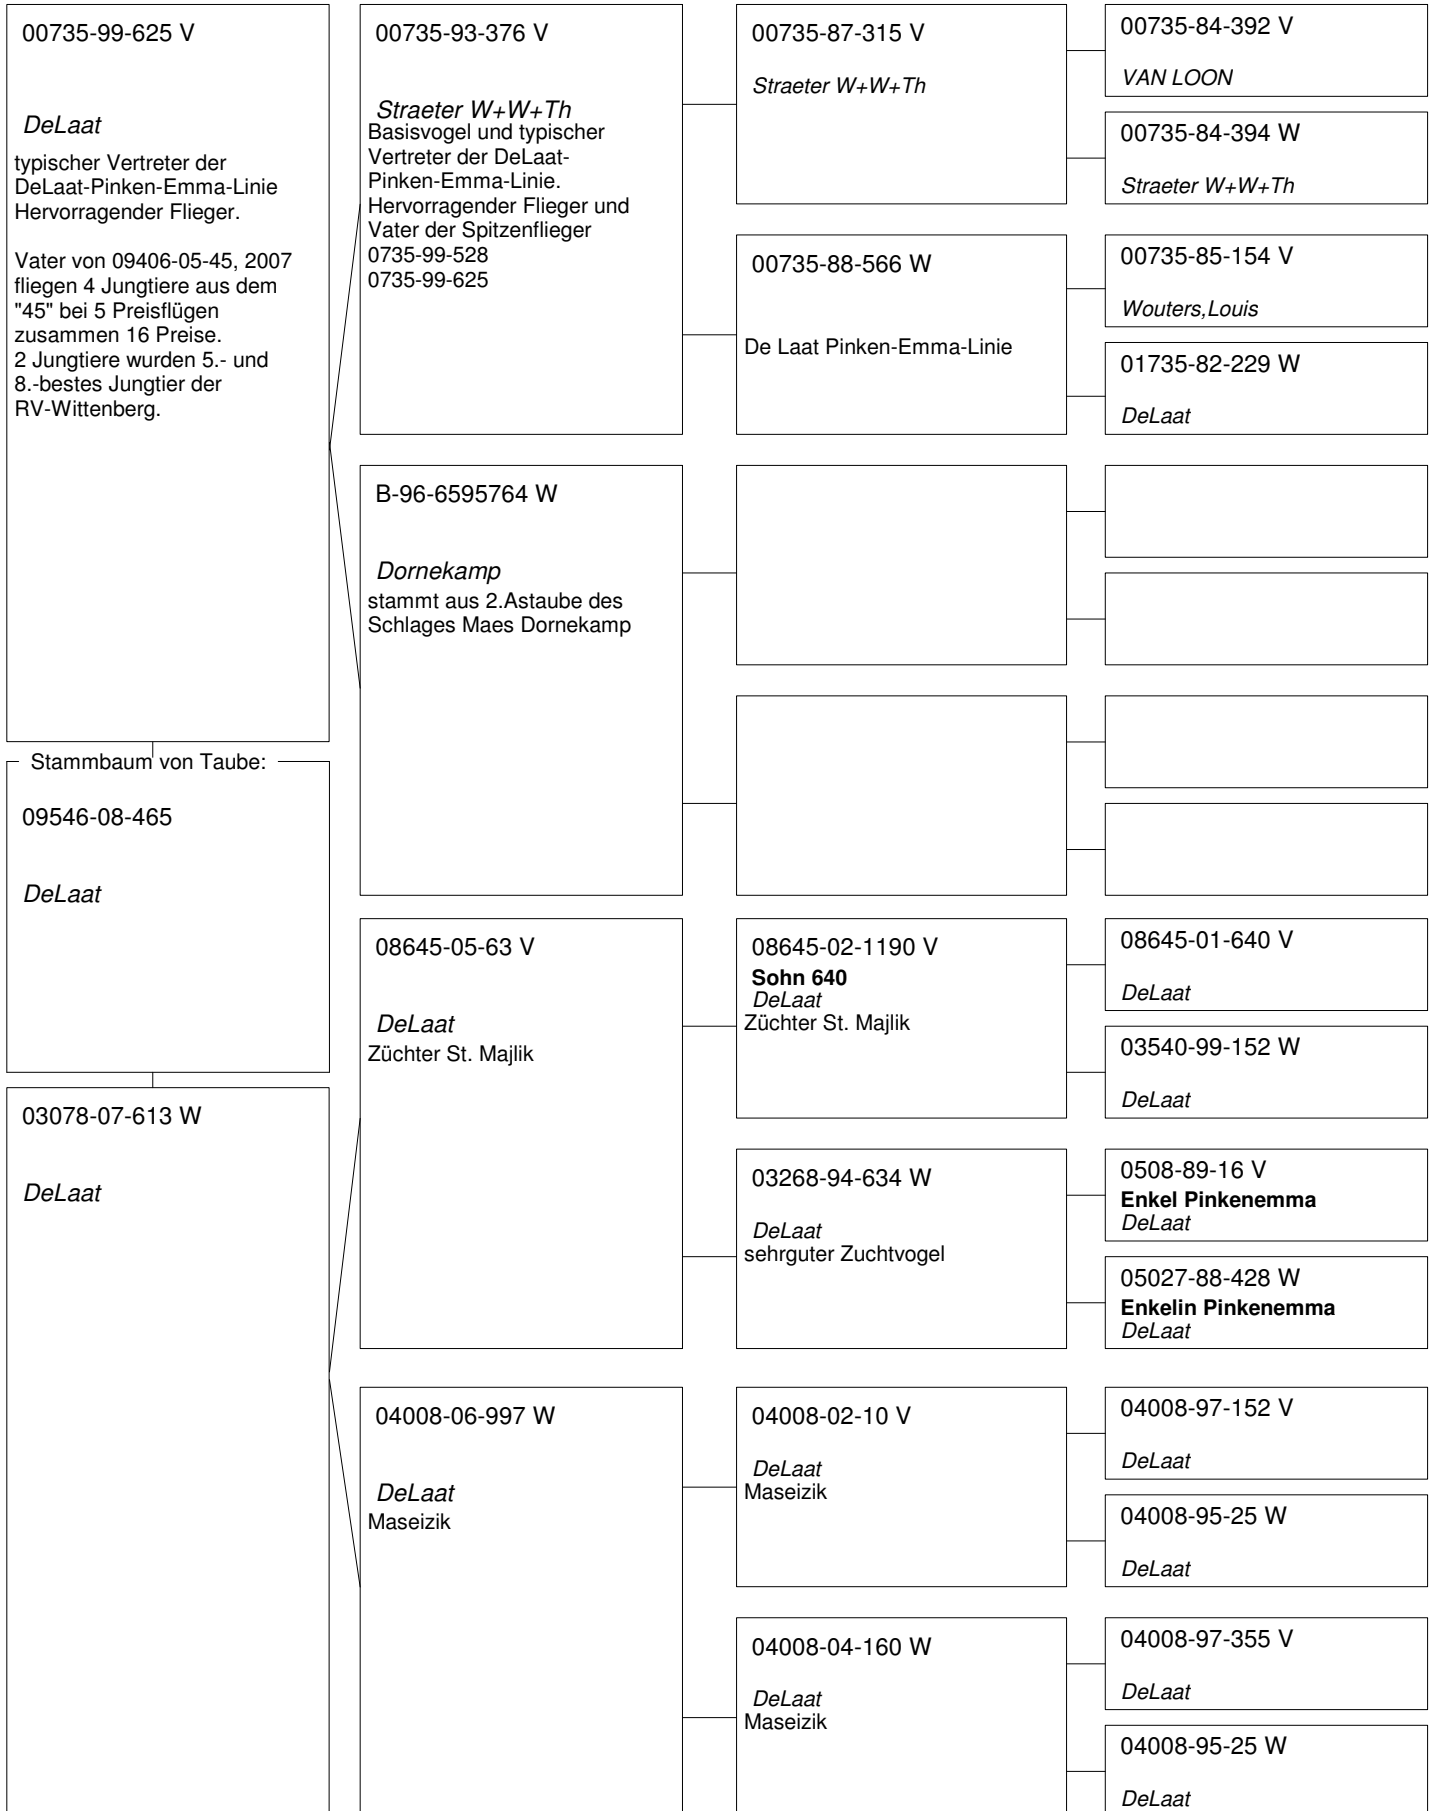 00735-99-625 V
DeLaat
typischer Vertreter der
DeLaat-Pinken-Emma-Linie
Hervorragender Flieger.
Vater von 09406-05-45, 2007
fliegen 4 Jungtiere aus dem
"45" bei 5 Preisflügen
zusammen 16 Preise.
2 Jungtiere wurden 5.- und
8.-bestes Jungtier der
RV-Wittenberg.
Stammbaum von Taube:
09546-08-465
DeLaat
03078-07-613 W
DeLaat
00735-93-376 V
Straeter W+W+Th
Basisvogel und typischer
Vertreter der DeLaat-
Pinken-Emma-Linie.
Hervorragender Flieger und
Vater der Spitzenflieger
0735-99-528
0735-99-625
B-96-6595764 W
Dornekamp
stammt aus 2.Astaube des
Schlages Maes Dornekamp
08645-05-63 V
DeLaat
Züchter St. Majlik
04008-06-997 W
DeLaat
Maseizik
00735-87-315 V
Straeter W+W+Th
00735-88-566 W
De Laat Pinken-Emma-Linie
08645-02-1190 V
Sohn 640
DeLaat
Züchter St. Majlik
03268-94-634 W
DeLaat
sehrguter Zuchtvogel
04008-02-10 V
DeLaat
Maseizik
04008-04-160 W
DeLaat
Maseizik
00735-84-392 V
VAN LOON
00735-84-394 W
Straeter W+W+Th
00735-85-154 V
Wouters,Louis
01735-82-229 W
DeLaat
08645-01-640 V
DeLaat
03540-99-152 W
DeLaat
0508-89-16 V
Enkel Pinkenemma
DeLaat
05027-88-428 W
Enkelin Pinkenemma
DeLaat
04008-97-152 V
DeLaat
04008-95-25 W
DeLaat
04008-97-355 V
DeLaat
04008-95-25 W
DeLaat